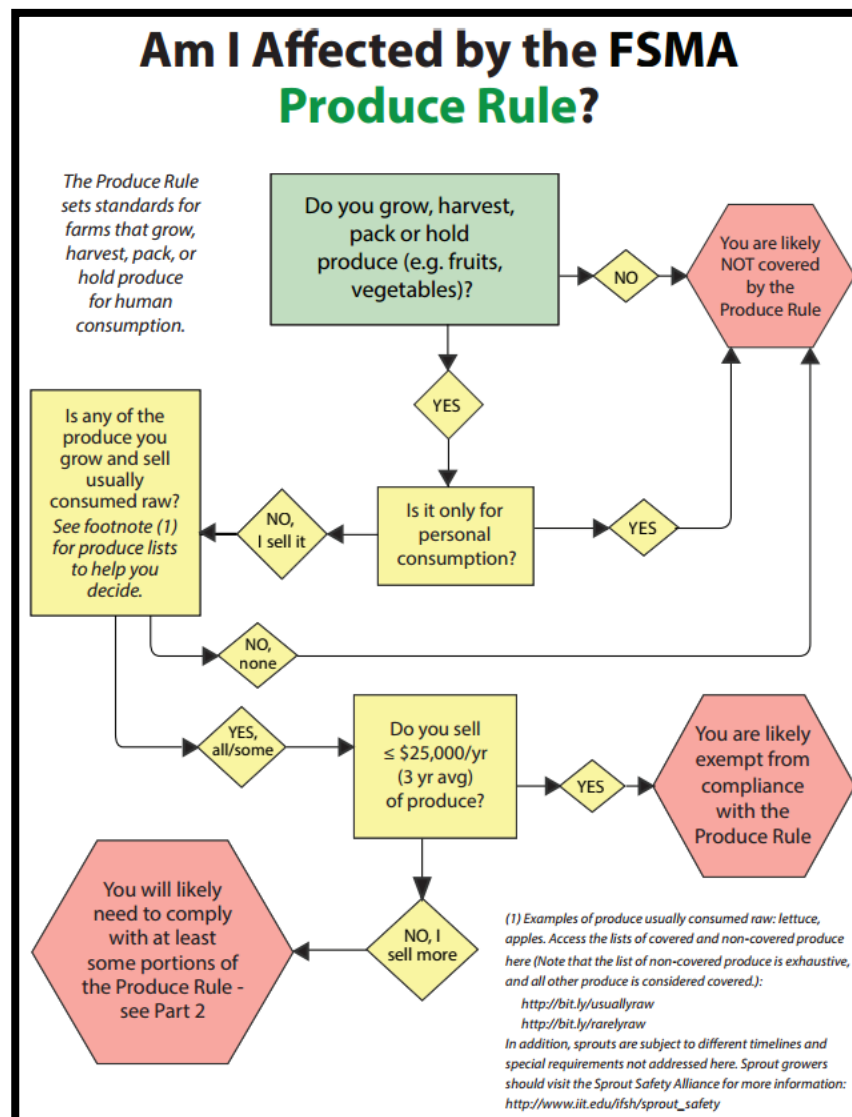 Am I Affected by the FSMA
Produce Rule?
The Produce Rule
sets standards for
farms that grow,
harvest, pack, or
hold produce
for human
consumption.
Do you grow, harvest,
pack or hold
produce (e.g. fruits,
vegetables)?
NO
You are likely
NOT covered
by the
Produce Rule
YES
Is it only for
personal
consumption?
YES
NO,
I sell it
Is any of the
produce you
grow and sell
usually
consumed raw?
See footnote (1)
for produce lists
to help you
decide.
NO,
none
YES,
all/some
Do you sell
≤ $25,000/yr
(3 yr avg)
of produce?
YES
You are likely
exempt from
compliance
with the
Produce Rule
NO, I
sell more
You will likely
need to comply
with at least
some portions of
the Produce Rule -
see Part 2
(1) Examples of produce usually consumed raw: lettuce,
apples. Access the lists of covered and non-covered produce
here (Note that the list of non-covered produce is exhaustive,
and all other produce is considered covered.):
http://bit.ly/usuallyraw
http://bit.ly/rarelyraw
In addition, sprouts are subject to different timelines and
special requirements not addressed here. Sprout growers
should visit the Sprout Safety Alliance for more information:
http://www.iit.edu/ifsh/sprout_safety